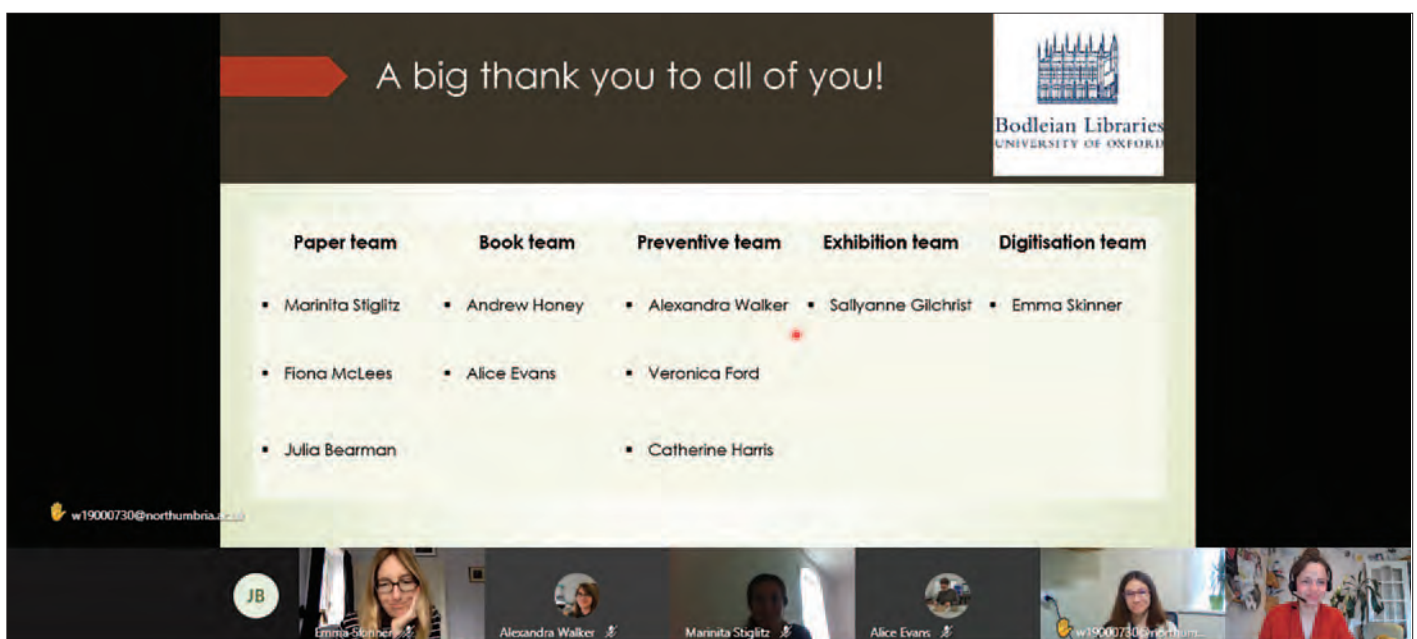 A big thank you to all of you!
Bodleian Libraries
UNIVERSITY OF OXFORD
Paper team Book team Preventive team Exhibition team Digitisation team
▪ Marinita Stiglitz ▪ Andrew Honey ▪ Alexandra Walker ▪ Sallyanne Gilchrist ▪ Emma Skinner
▪ Fiona McLees ▪ Alice Evans ▪ Veronica Ford
▪ Julia Bearman ▪ Catherine Harris
w19000730@northumbria.ac.uk
JB
Emma Skinner Alexandra Walker Marinita Stiglitz Alice Evans w19000730@northum...